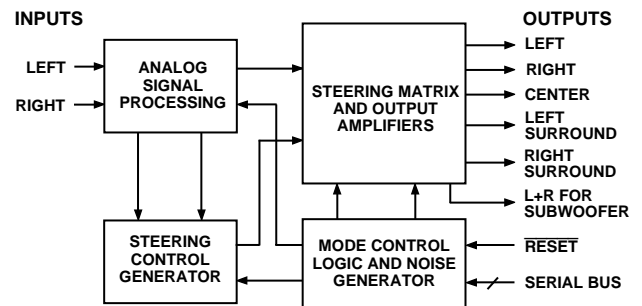 INPUTS
OUTPUTS
LEFT
RIGHT
ANALOG
SIGNAL
PROCESSING
STEERING MATRIX
AND OUTPUT
AMPLIFIERS
LEFT
RIGHT
CENTER
LEFT
SURROUND
RIGHT
SURROUND
L+R FOR
SUBWOOFER
STEERING
CONTROL
GENERATOR
MODE CONTROL
LOGIC AND NOISE
GENERATOR
RESET
SERIAL BUS